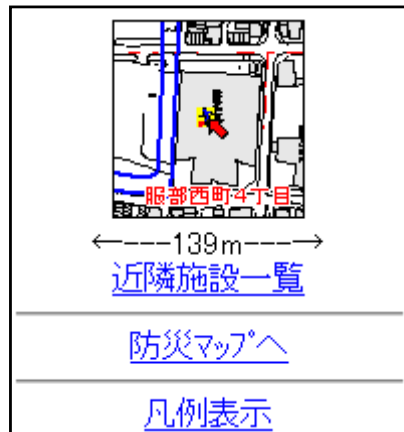 服部西町4丁目
←---139m---→
近隣施設一覧
防災マップへ
凡例表示